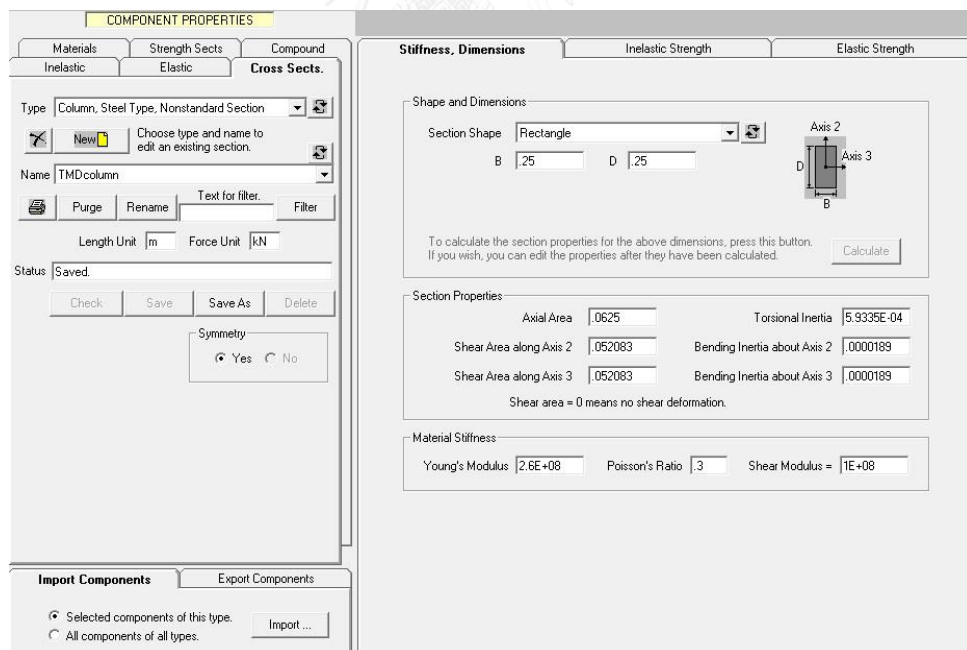 COMPONENT PROPERTIES
Materials Strength Sects Compound
Inelastic Elastic Cross Sects.
Type Column, Steel Type, Nonstandard Section
New Choose type and name to
edit an existing section.
Name TMDcolumn
Purge Rename Text for filter. Filter
Length Unit m Force Unit kN
Status Saved.
Check Save Save As Delete
Symmetry
Yes No
Import Components Export Components
Selected components of this type.
All components of all types.
Import ...
Stiffness, Dimensions Inelastic Strength Elastic Strength
Shape and Dimensions
Section Shape Rectangle
B .25 D .25
Axis 2
Axis 3
D
B
To calculate the section properties for the above dimensions, press this button.
If you wish, you can edit the properties after they have been calculated.
Calculate
Section Properties
Axial Area .0625 Torsional Inertia 5.9335E-04
Shear Area along Axis 2 .052083 Bending Inertia about Axis 2 .0000189
Shear Area along Axis 3 .052083 Bending Inertia about Axis 3 .0000189
Shear area = 0 means no shear deformation.
Material Stiffness
Young's Modulus 2.6E+08 Poisson's Ratio .3 Shear Modulus = 1E+08